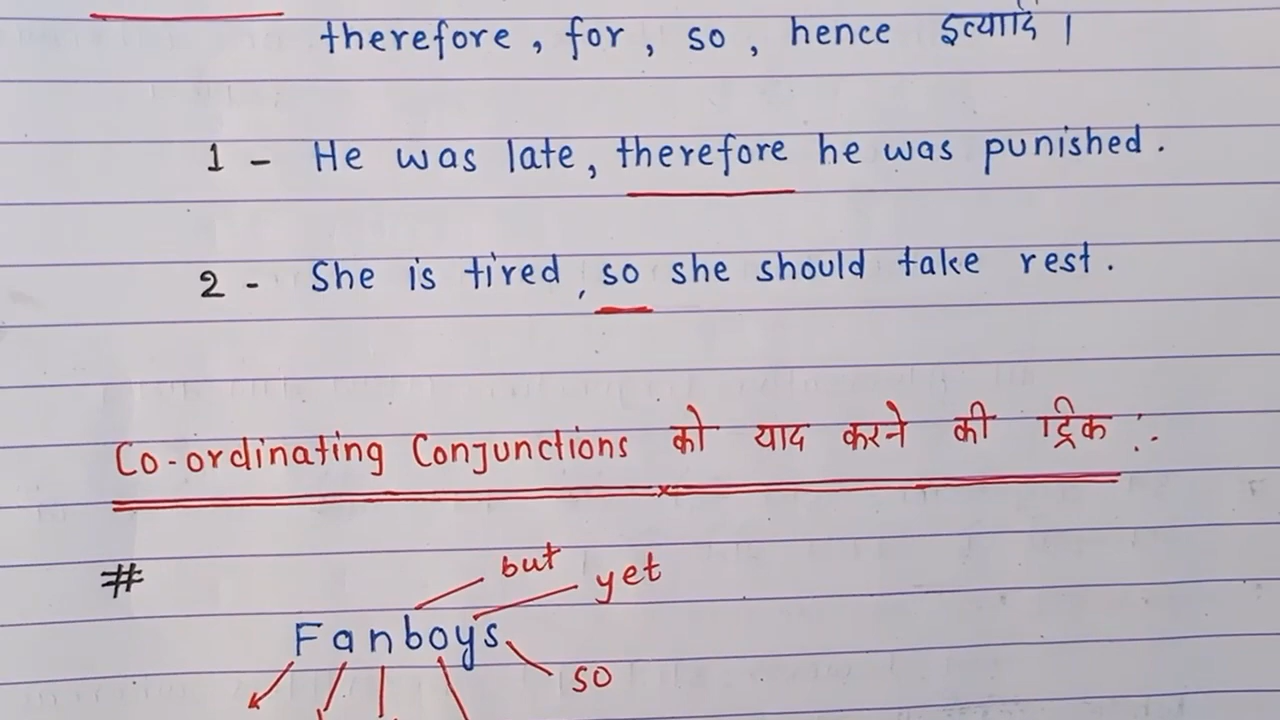 therefore, for, so, hence इत्यादि ।
1 - He was late, therefore he was punished.
2 - She is tired, so she should take rest.
Co-ordinating Conjunctions को याद करने की ट्रिक :-
#
but
yet
Fanboys
so